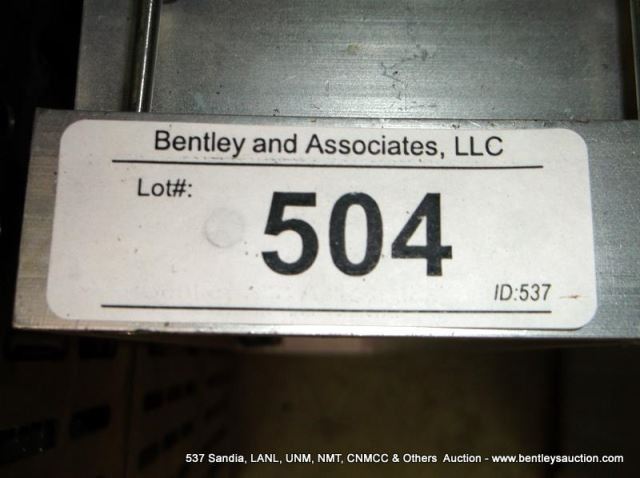 Bentley and Associates, LLC
Lot#:
504
ID:537
537 Sandia, LANL, UNM, NMT, CNMCC & Others  Auction - www.bentleysauction.com